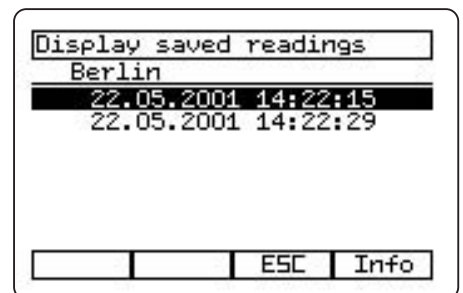 Display saved readings
Berlin
22.05.2001 14:22:15
22.05.2001 14:22:29
ESC Info